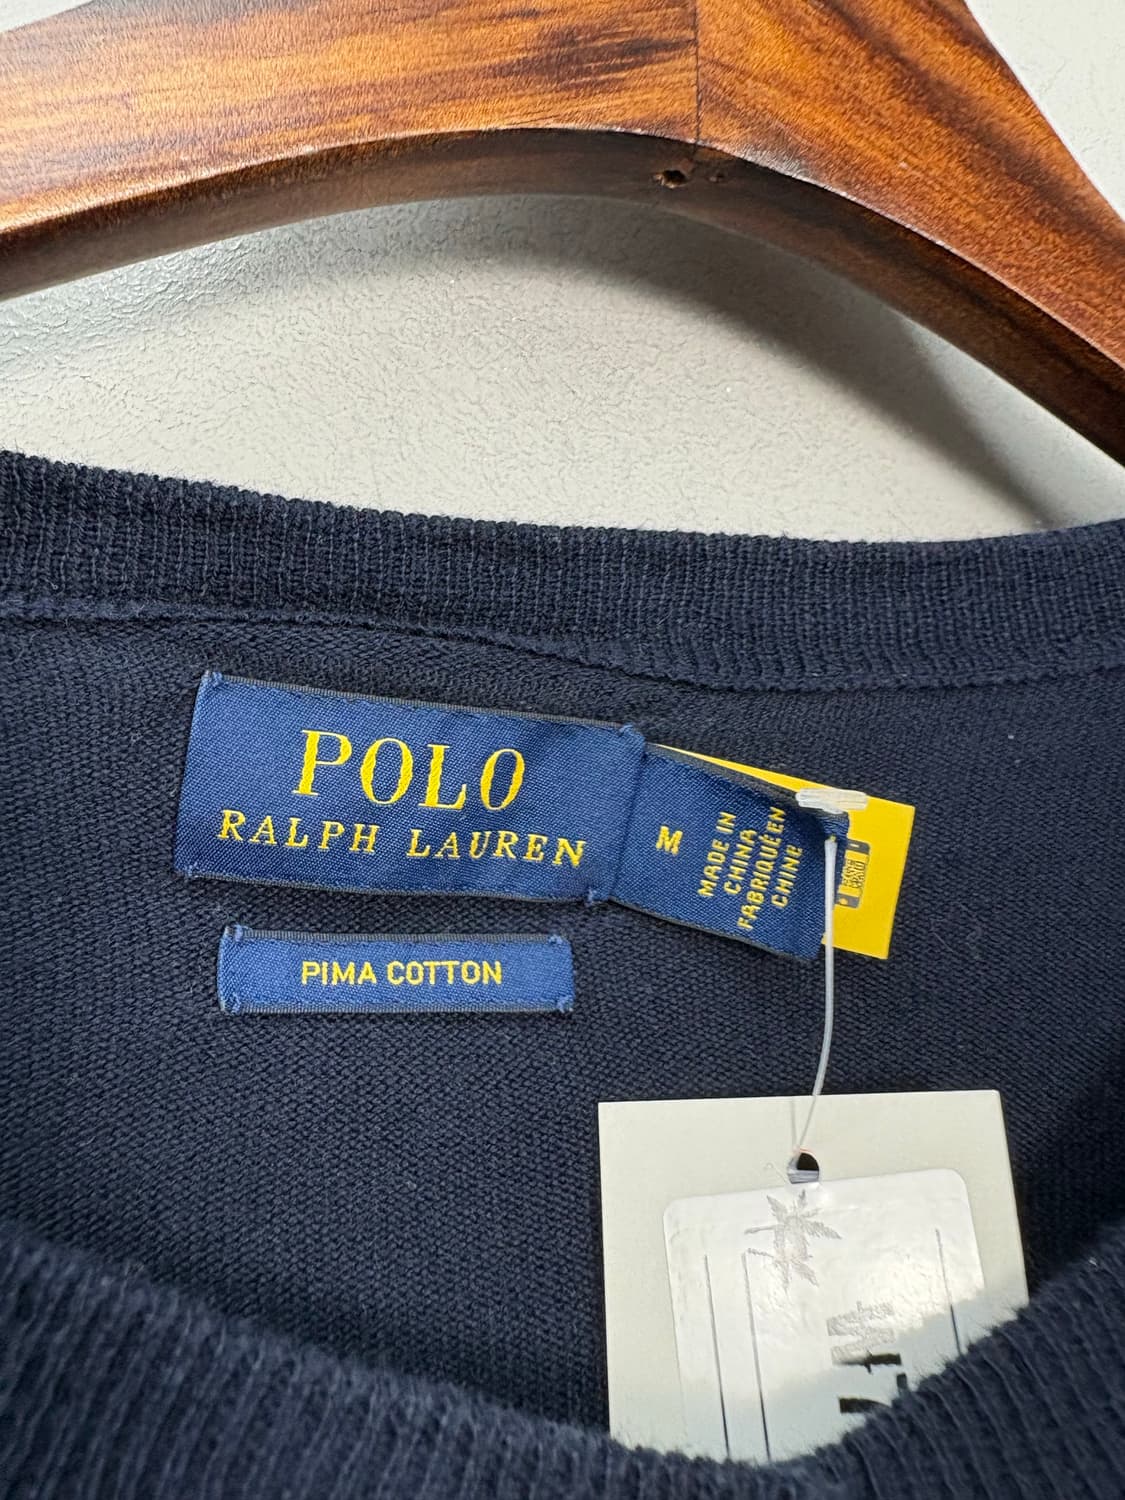 POLO
RALPH LAUREN
M
MADE IN
CHINA
FABRIQUÉ EN
CHINE
PIMA COTTON